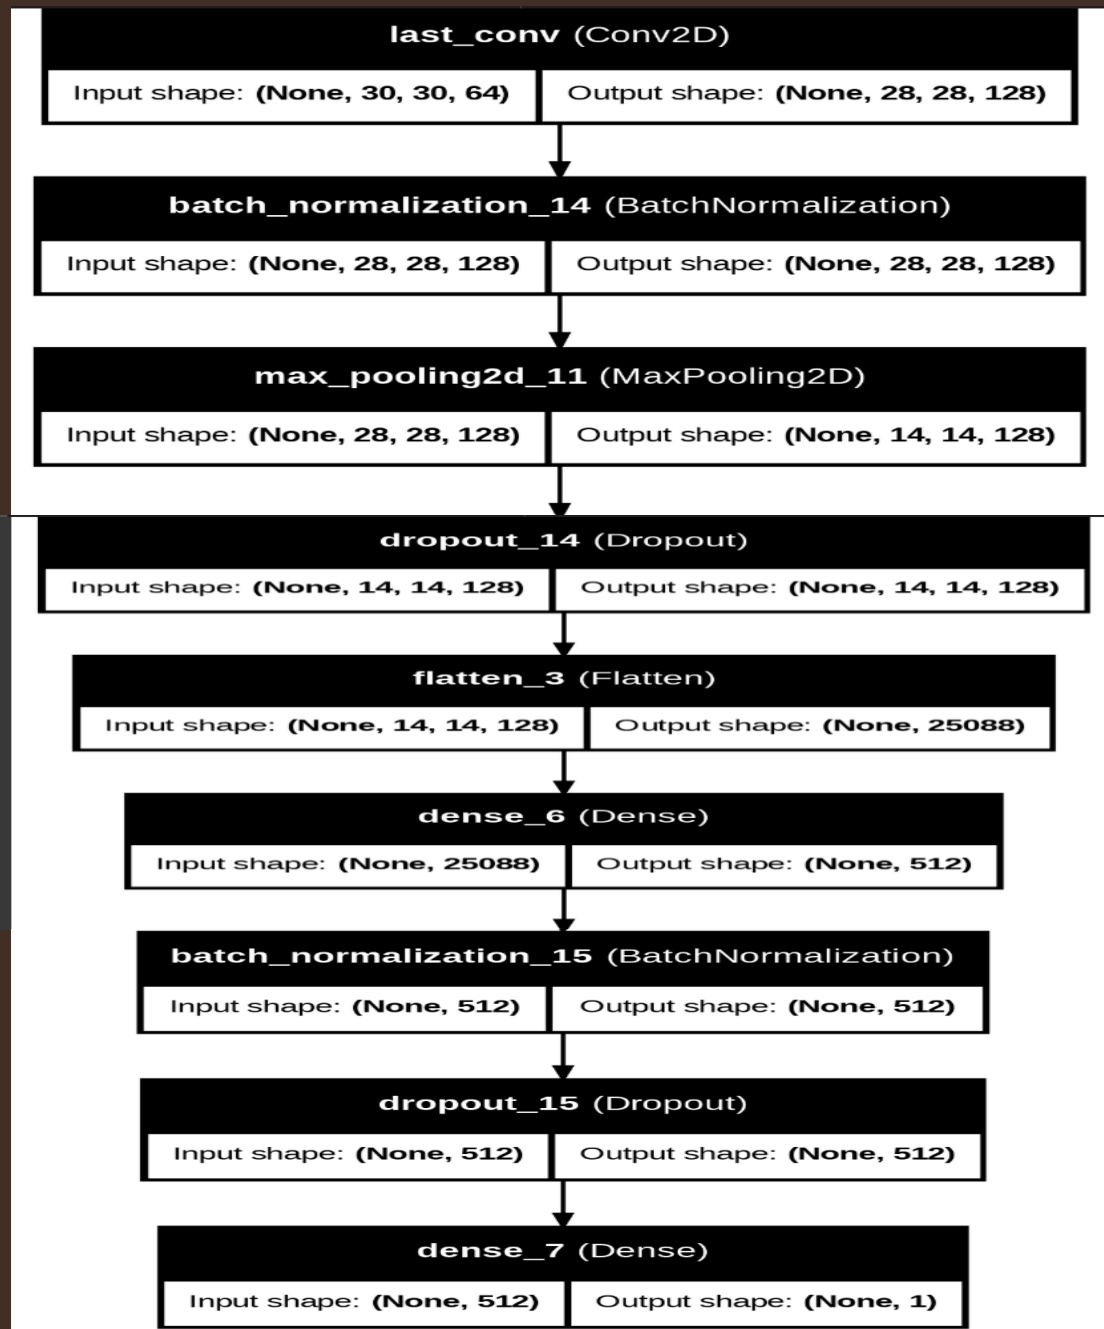 last_conv (Conv2D)
Input shape: (None, 30, 30, 64) Output shape: (None, 28, 28, 128)
batch_normalization_14 (BatchNormalization)
Input shape: (None, 28, 28, 128) Output shape: (None, 28, 28, 128)
max_pooling2d_11 (MaxPooling2D)
Input shape: (None, 28, 28, 128) Output shape: (None, 14, 14, 128)
dropout_14 (Dropout)
Input shape: (None, 14, 14, 128) Output shape: (None, 14, 14, 128)
flatten_3 (Flatten)
Input shape: (None, 14, 14, 128) Output shape: (None, 25088)
dense_6 (Dense)
Input shape: (None, 25088) Output shape: (None, 512)
batch_normalization_15 (BatchNormalization)
Input shape: (None, 512) Output shape: (None, 512)
dropout_15 (Dropout)
Input shape: (None, 512) Output shape: (None, 512)
dense_7 (Dense)
Input shape: (None, 512) Output shape: (None, 1)